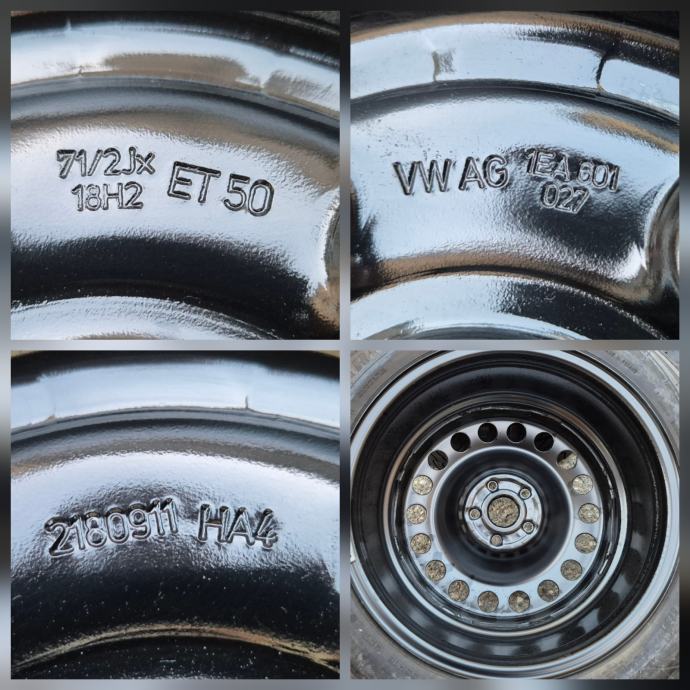 71/2Jx
18H2 ET 50
VW AG 1EA 601
027
2180911 HA4